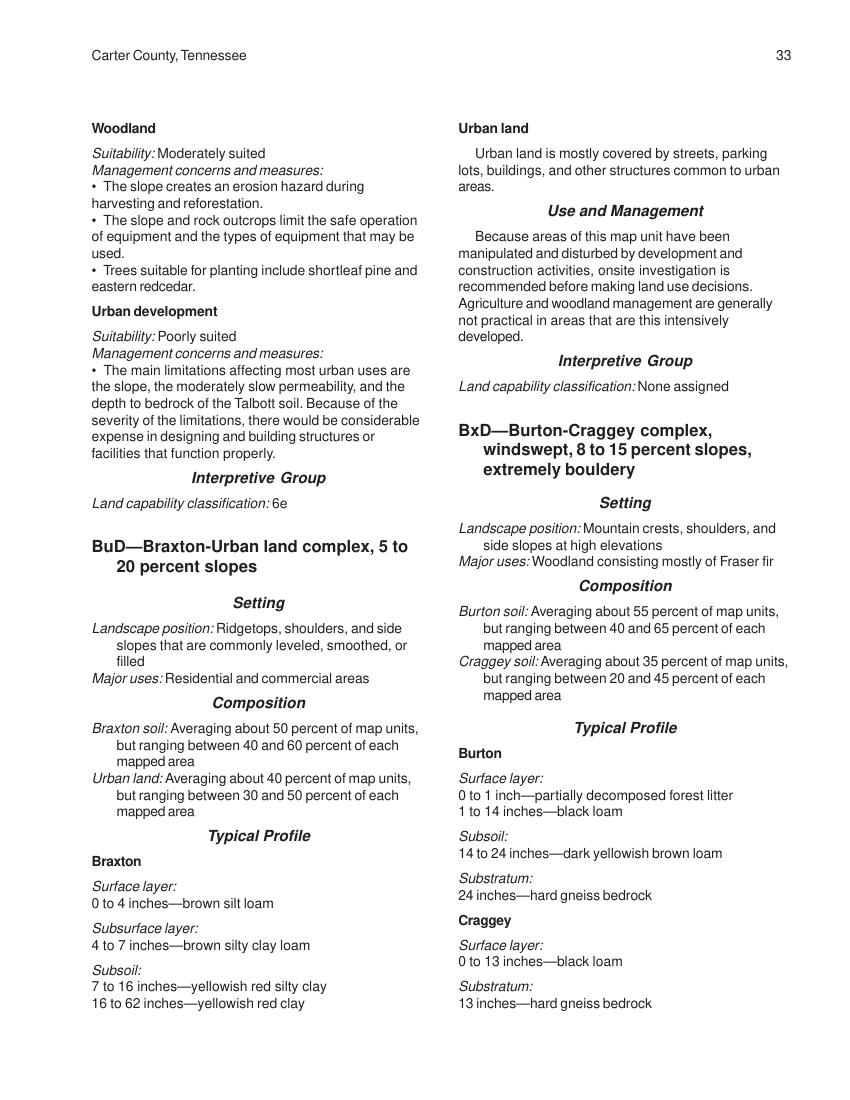 Carter County, Tennessee
33
Woodland
Suitability: Moderately suited
Management concerns and measures:
• The slope creates an erosion hazard during
harvesting and reforestation.
• The slope and rock outcrops limit the safe operation
of equipment and the types of equipment that may be
used.
• Trees suitable for planting include shortleaf pine and
eastern redcedar.
Urban development
Suitability: Poorly suited
Management concerns and measures:
• The main limitations affecting most urban uses are
the slope, the moderately slow permeability, and the
depth to bedrock of the Talbott soil. Because of the
severity of the limitations, there would be considerable
expense in designing and building structures or
facilities that function properly.
Interpretive Group
Land capability classification: 6e
BuD—Braxton-Urban land complex, 5 to
20 percent slopes
Setting
Landscape position: Ridgetops, shoulders, and side
slopes that are commonly leveled, smoothed, or
filled
Major uses: Residential and commercial areas
Composition
Braxton soil: Averaging about 50 percent of map units,
but ranging between 40 and 60 percent of each
mapped area
Urban land: Averaging about 40 percent of map units,
but ranging between 30 and 50 percent of each
mapped area
Typical Profile
Braxton
Surface layer:
0 to 4 inches—brown silt loam
Subsurface layer:
4 to 7 inches—brown silty clay loam
Subsoil:
7 to 16 inches—yellowish red silty clay
16 to 62 inches—yellowish red clay
Urban land
Urban land is mostly covered by streets, parking
lots, buildings, and other structures common to urban
areas.
Use and Management
Because areas of this map unit have been
manipulated and disturbed by development and
construction activities, onsite investigation is
recommended before making land use decisions.
Agriculture and woodland management are generally
not practical in areas that are this intensively
developed.
Interpretive Group
Land capability classification: None assigned
BxD—Burton-Craggey complex,
windswept, 8 to 15 percent slopes,
extremely bouldery
Setting
Landscape position: Mountain crests, shoulders, and
side slopes at high elevations
Major uses: Woodland consisting mostly of Fraser fir
Composition
Burton soil: Averaging about 55 percent of map units,
but ranging between 40 and 65 percent of each
mapped area
Craggey soil: Averaging about 35 percent of map units,
but ranging between 20 and 45 percent of each
mapped area
Typical Profile
Burton
Surface layer:
0 to 1 inch—partially decomposed forest litter
1 to 14 inches—black loam
Subsoil:
14 to 24 inches—dark yellowish brown loam
Substratum:
24 inches—hard gneiss bedrock
Craggey
Surface layer:
0 to 13 inches—black loam
Substratum:
13 inches—hard gneiss bedrock